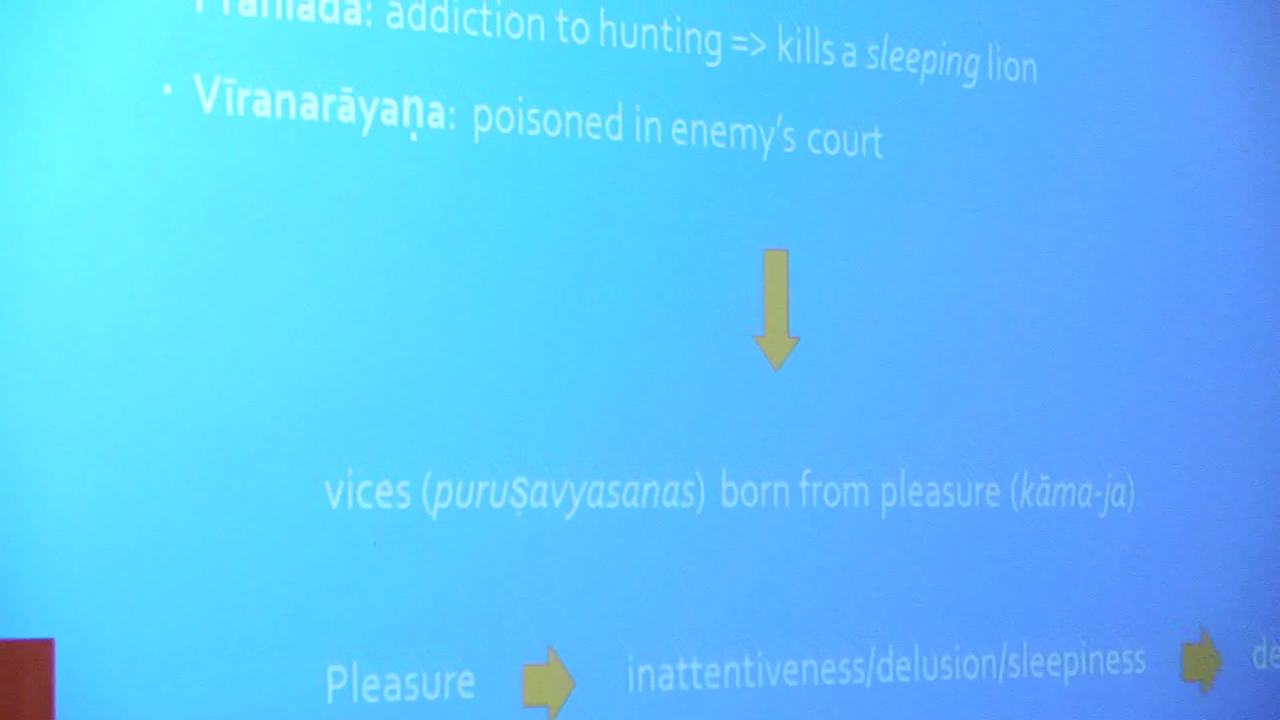 addiction to hunting => kills a sleeping lion
• Vīranarāyaṇa: poisoned in enemy's court
vices (puruṣavyasanas) born from pleasure (kāma-ja)
Pleasure inattentiveness/delusion/sleepiness